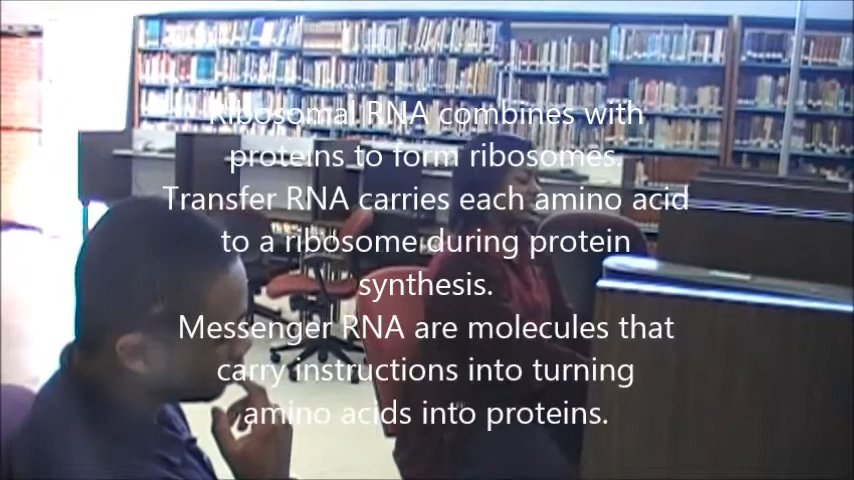 Ribosomal RNA combines with
proteins to form ribosomes.
Transfer RNA carries each amino acid
to a ribosome during protein
synthesis.
Messenger RNA are molecules that
carry instructions into turning
amino acids into proteins.